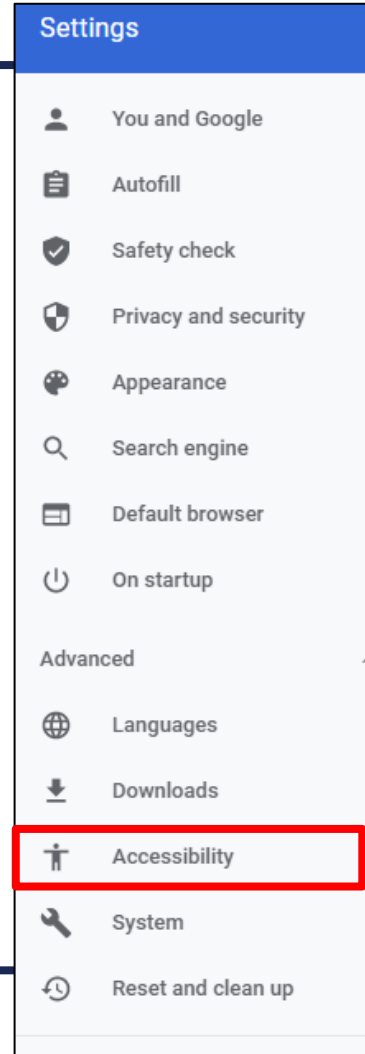 Settings
You and Google
Autofill
Safety check
Privacy and security
Appearance
Search engine
Default browser
On startup
Advanced
Languages
Downloads
Accessibility
System
Reset and clean up